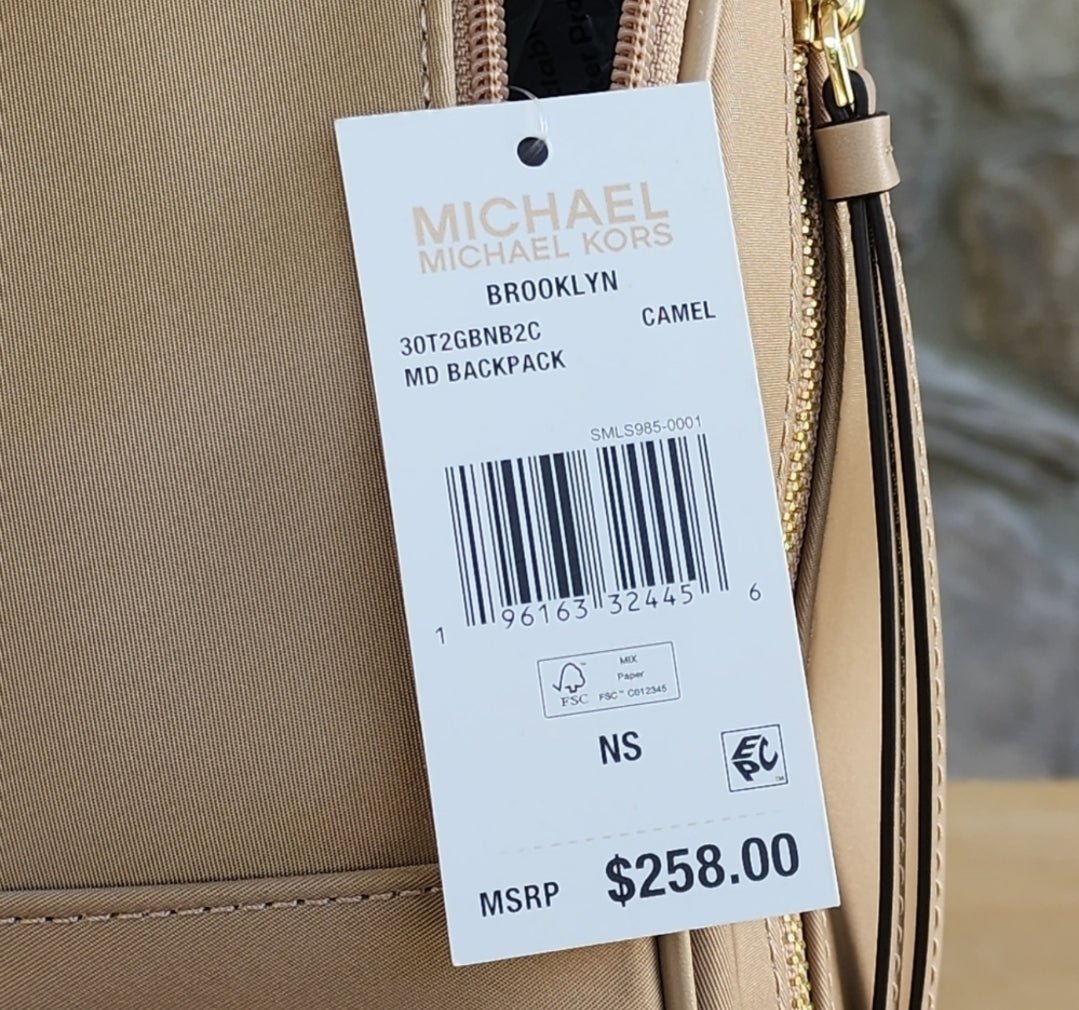 MICHAEL
MICHAEL KORS
BROOKLYN
30T2GBNB2C CAMEL
MD BACKPACK
SMLS985-0001
1 96163 32445 6
FSC
MIX
Paper
FSC™ C012345
NS
EPC™
MSRP $258.00